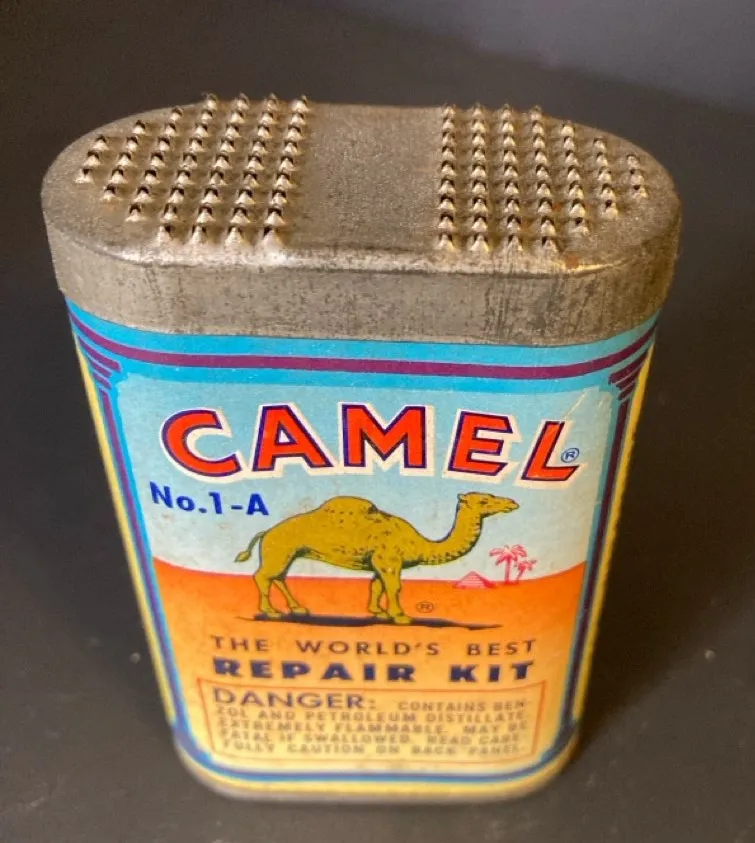 CAMEL®
No.1-A
®
THE WORLD'S BEST
REPAIR KIT
DANGER: CONTAINS BEN-
ZOL AND PETROLEUM DISTILLATE.
EXTREMELY FLAMMABLE. MAY BE
FATAL IF SWALLOWED. READ CARE-
FULLY CAUTION ON BACK PANEL.